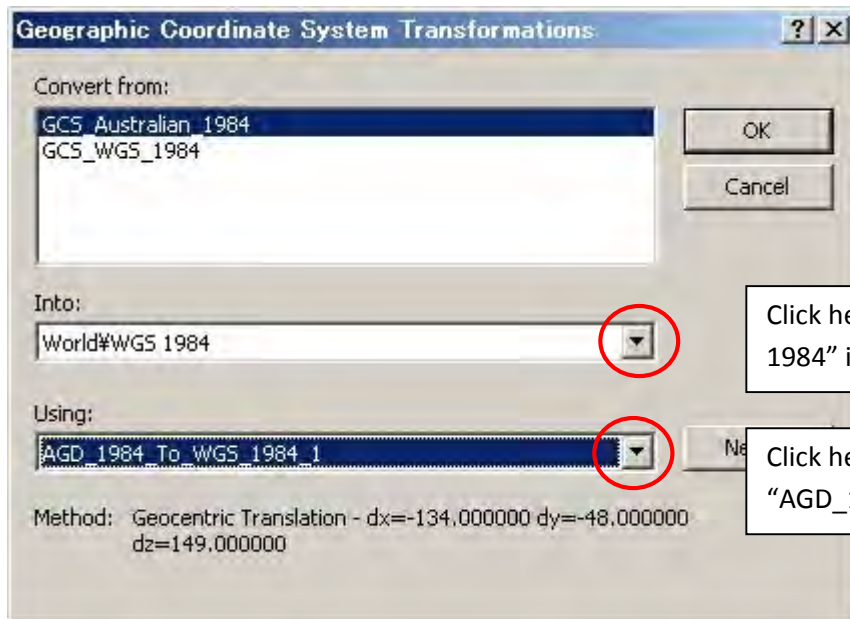 Geographic Coordinate System Transformations
Convert from:
GCS_Australian_1984
GCS_WGS_1984
OK
Cancel
Into:
World¥WGS 1984
Click he
1984” i
Using:
AGD_1984_To_WGS_1984_1
Ne
Click he
“AGD_
Method: Geocentric Translation - dx=-134.000000 dy=-48.000000
dz=149.000000